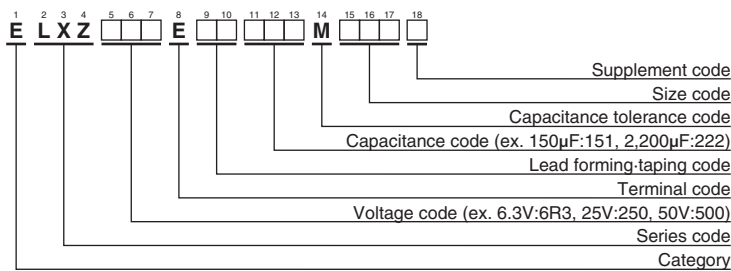 1 2 3 4 5 6 7 8 9 10 11 12 13 14 15 16 17 18
E L X Z E M
Supplement code
Size code
Capacitance tolerance code
Capacitance code (ex. 150µF:151, 2,200µF:222)
Lead forming·taping code
Terminal code
Voltage code (ex. 6.3V:6R3, 25V:250, 50V:500)
Series code
Category